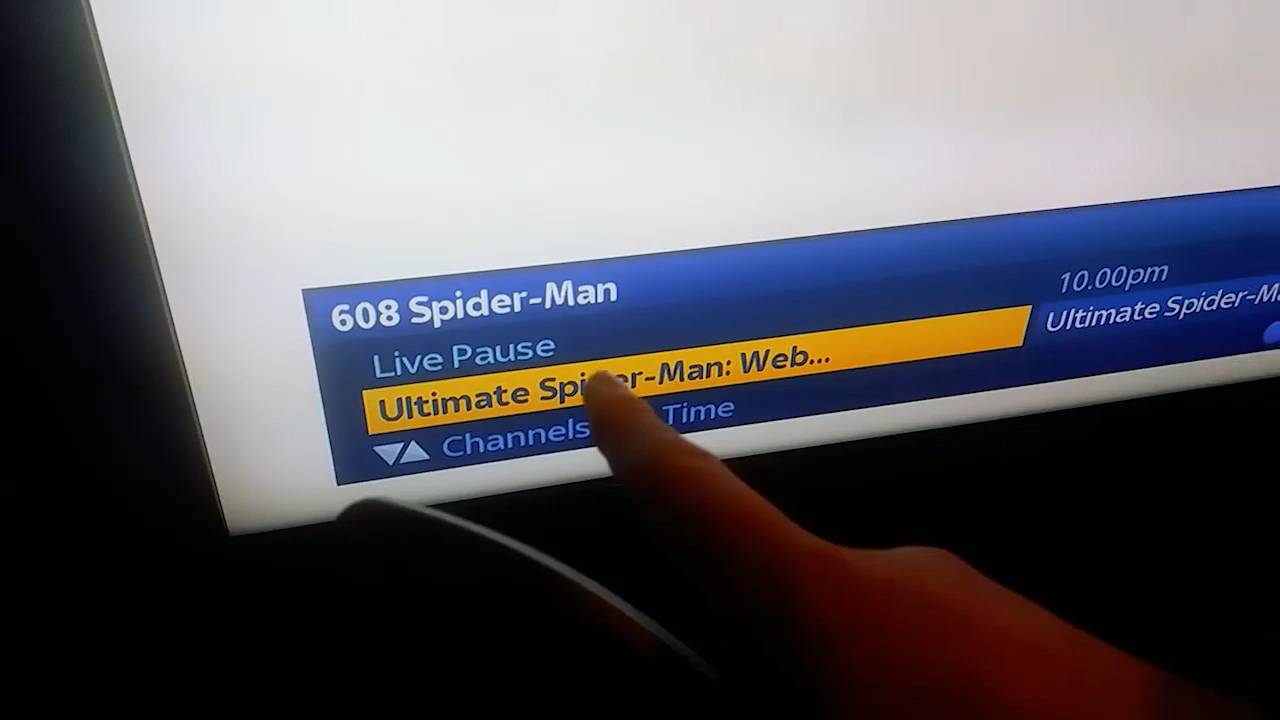 608 Spider-Man
Live Pause
10.00pm
Ultimate Spider-Man: Web...
Ultimate Spider-M
Channels Time